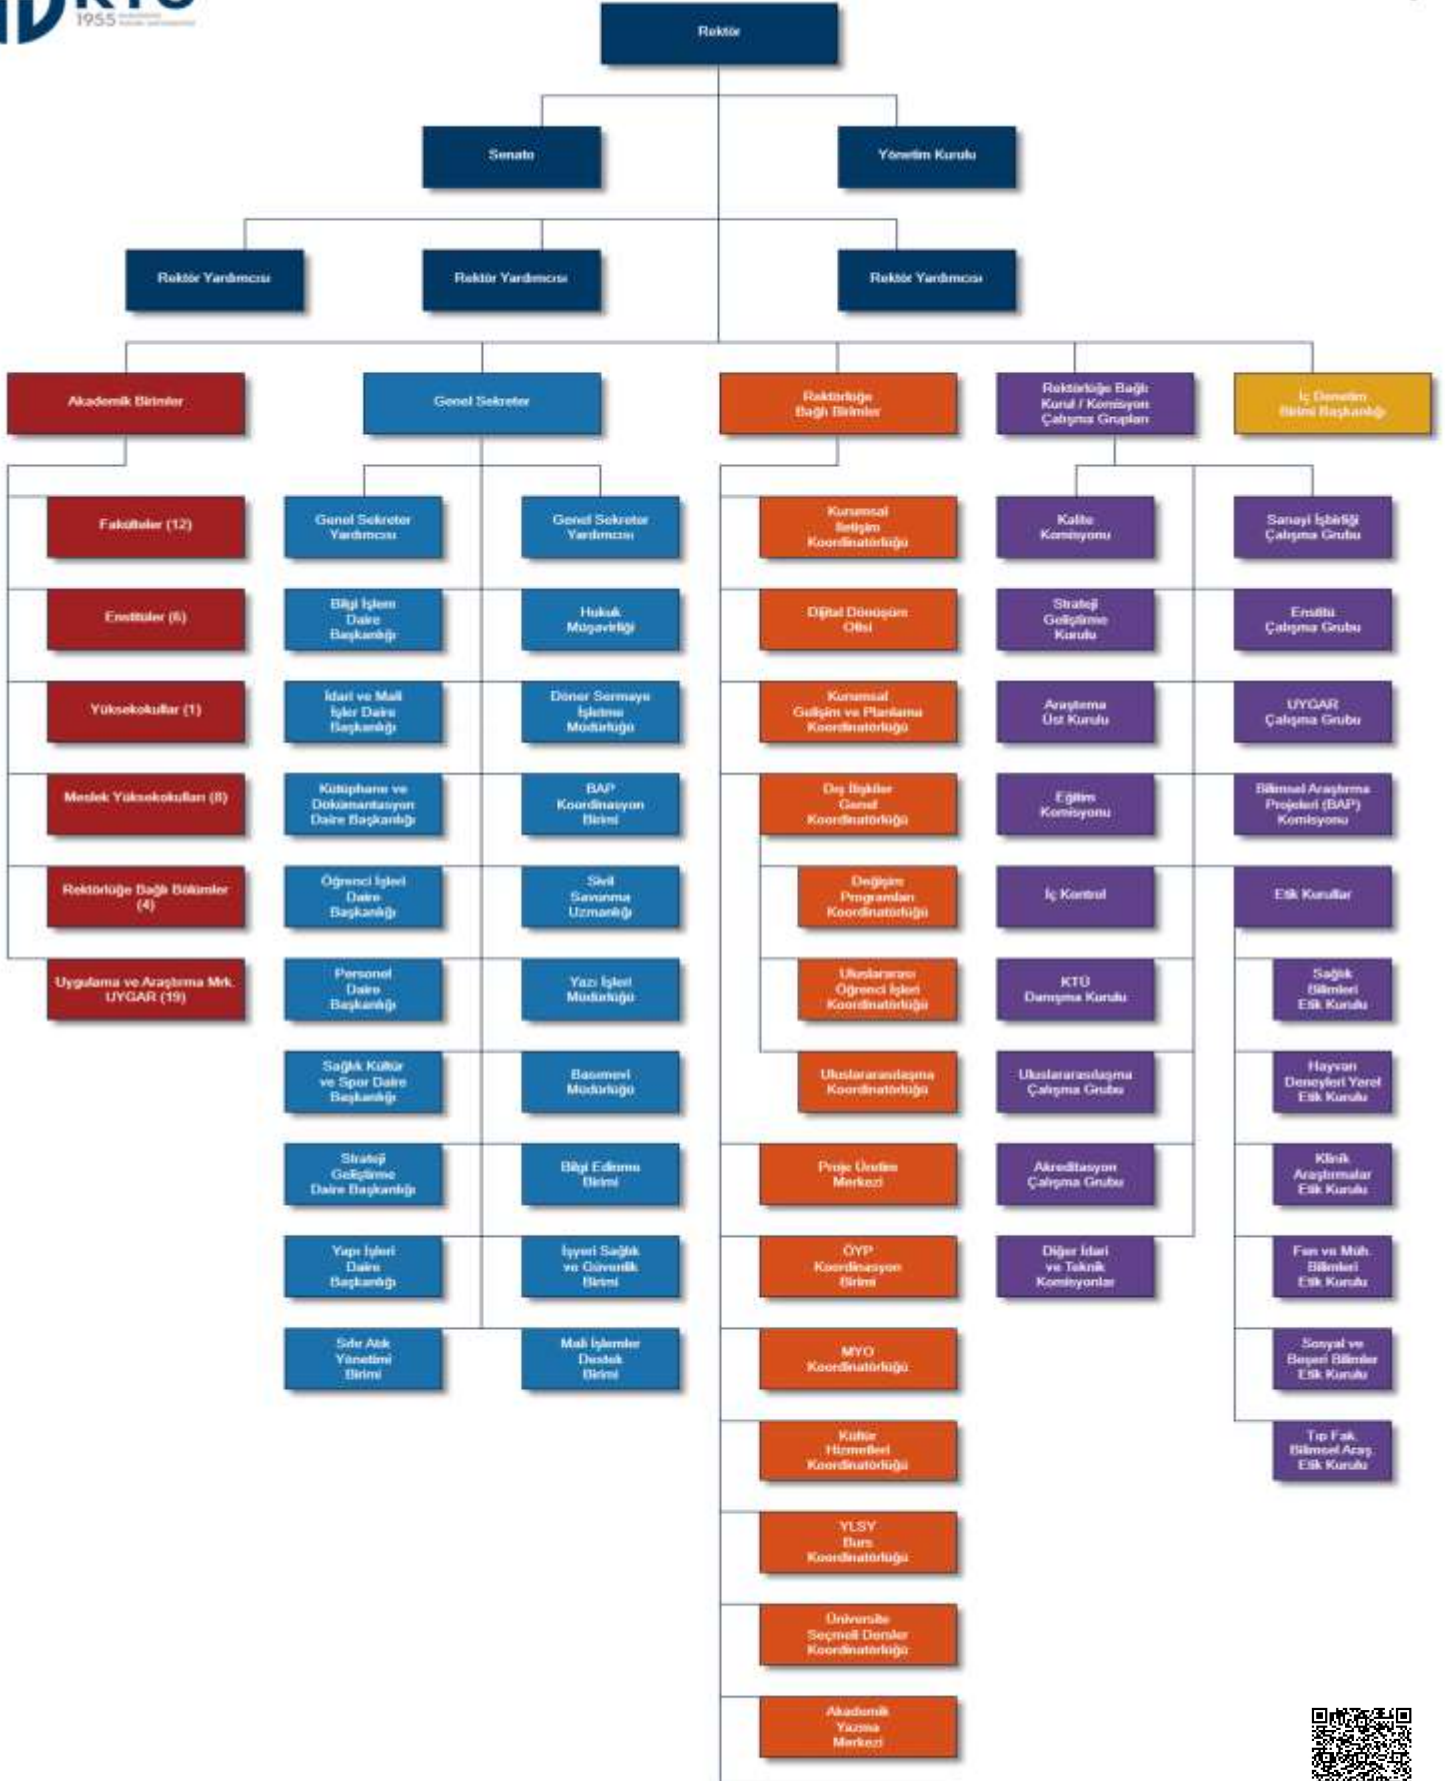 KTÜ
1955
Rektör
Senato
Yönetim Kurulu
Rektör Yardımcısı
Rektör Yardımcısı
Rektör Yardımcısı
Akademik Birimler
Genel Sekreter
Rektörlüğe
Bağlı Birimler
Rektörlüğe Bağlı
Kurul / Komisyon
Çalışma Grupları
İç Denetim
Birimi Başkanlığı
Fakülteler (12)
Enstitüler (6)
Yüksekokullar (1)
Meslek Yüksekokulları (8)
Rektörlüğe Bağlı Bölümler
(4)
Uygulama ve Araştırma Mrk.
UYGAR (19)
Genel Sekreter
Yardımcısı
Bilgi İşlem
Daire
Başkanlığı
İdari ve Mali
İşler Daire
Başkanlığı
Kütüphane ve
Dokümantasyon
Daire Başkanlığı
Öğrenci İşleri
Daire
Başkanlığı
Personel
Daire
Başkanlığı
Sağlık Kültür
ve Spor Daire
Başkanlığı
Strateji
Geliştirme
Daire Başkanlığı
Yapı İşleri
Daire
Başkanlığı
Sıfır Atık
Yönetimi
Birimi
Genel Sekreter
Yardımcısı
Hukuk
Müşavirliği
Döner Sermaye
İşletme
Müdürlüğü
BAP
Koordinasyon
Birimi
Sivil
Savunma
Uzmanlığı
Yazı İşleri
Müdürlüğü
Basımevi
Müdürlüğü
Bilgi Edinme
Birimi
İşyeri Sağlık
ve Güvenlik
Birimi
Mali İşlemler
Destek
Birimi
Kurumsal
İletişim
Koordinatörlüğü
Dijital Dönüşüm
Ofisi
Kurumsal
Gelişim ve Planlama
Koordinatörlüğü
Dış İlişkiler
Genel
Koordinatörlüğü
Değişim
Programları
Koordinatörlüğü
Uluslararası
Öğrenci İşleri
Koordinatörlüğü
Uluslararasılaşma
Koordinatörlüğü
Proje Üretim
Merkezi
ÖYP
Koordinasyon
Birimi
MYO
Koordinatörlüğü
Kültür
Hizmetleri
Koordinatörlüğü
YLSY
Burs
Koordinatörlüğü
Üniversite
Seçmeli Dersler
Koordinatörlüğü
Akademik
Yazma
Merkezi
Kalite
Komisyonu
Strateji
Geliştirme
Kurulu
Araştırma
Üst Kurulu
Eğitim
Komisyonu
İç Kontrol
KTÜ
Danışma Kurulu
Uluslararasılaşma
Çalışma Grubu
Akreditasyon
Çalışma Grubu
Diğer İdari
ve Teknik
Komisyonlar
Sanayi İşbirliği
Çalışma Grubu
Enstitü
Çalışma Grubu
UYGAR
Çalışma Grubu
Bilimsel Araştırma
Projeleri (BAP)
Komisyonu
Etik Kurullar
Sağlık
Bilimleri
Etik Kurulu
Hayvan
Deneyleri Yerel
Etik Kurulu
Klinik
Araştırmalar
Etik Kurulu
Fen ve Müh.
Bilimleri
Etik Kurulu
Sosyal ve
Beşeri Bilimler
Etik Kurulu
Tıp Fak.
Bilimsel Araş.
Etik Kurulu